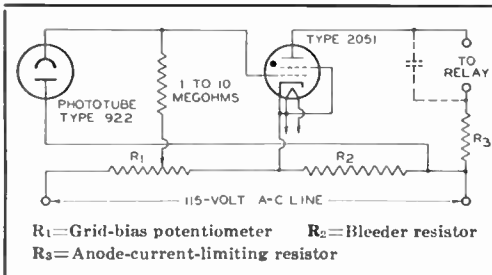 TYPE 2051
PHOTOTUBE
TYPE 922
1 TO 10
MEGOHMS
TO
RELAY
R3
R1
R2
115-VOLT A-C LINE
R1=Grid-bias potentiometer R2=Bleeder resistor
R3=Anode-current-limiting resistor